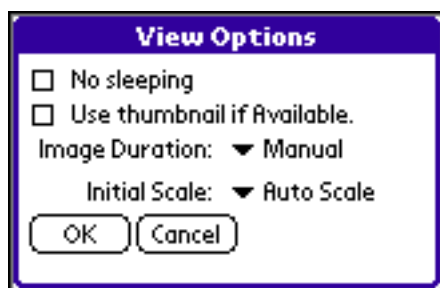 View Options
No sleeping
Use thumbnail if Available.
Image Duration: Manual
Initial Scale: Auto Scale
OK Cancel